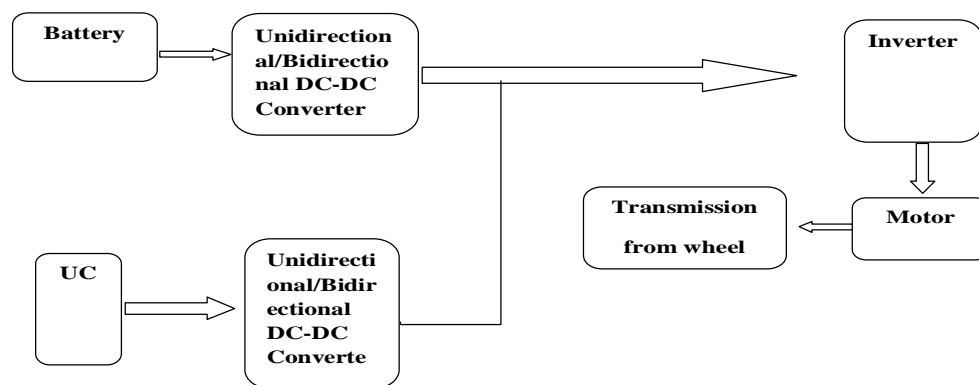 Battery
Unidirection
al/Bidirectio
nal DC-DC
Converter
Inverter
Transmission
from wheel
Motor
UC
Unidirecti
onal/Bidir
ectional
DC-DC
Converte